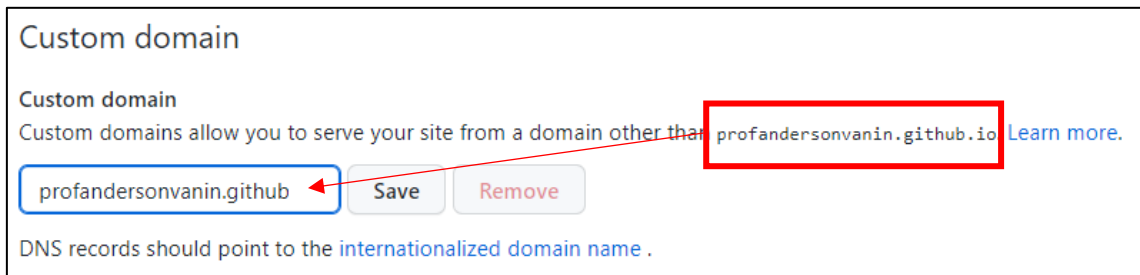 Custom domain
Custom domain
Custom domains allow you to serve your site from a domain other than profandersonvanin.github.io Learn more.
profandersonvanin.github Save Remove
DNS records should point to the internationalized domain name .